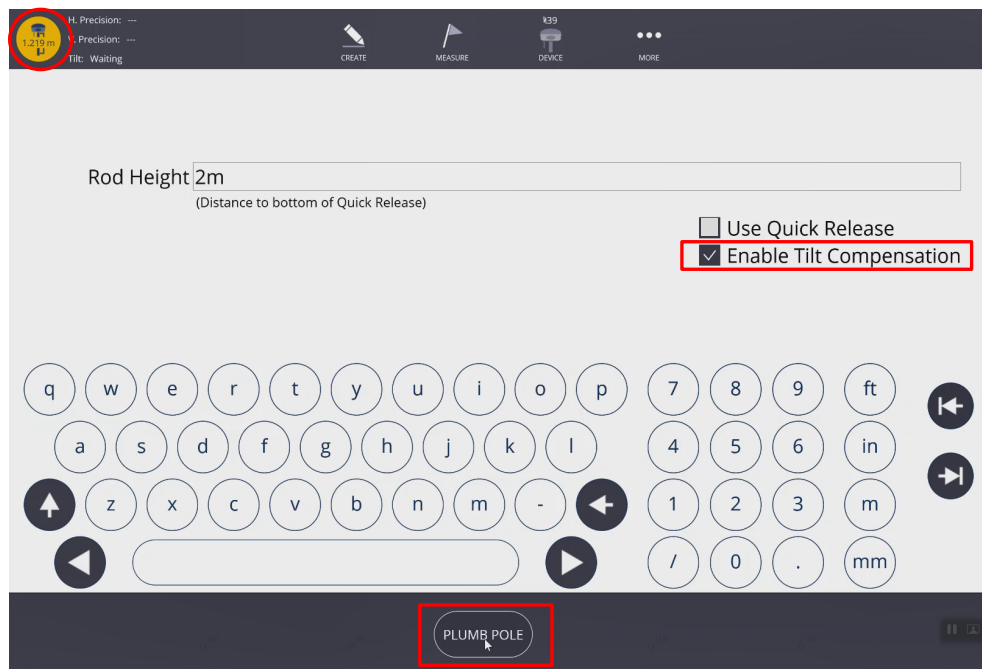 H. Precision: ---
1.219 m
V. Precision: ---
Tilt: Waiting
CREATE
MEASURE
k39
DEVICE
MORE
Rod Height 2m
(Distance to bottom of Quick Release)
Use Quick Release
Enable Tilt Compensation
q w e r t y u i o p 7 8 9 ft
a s d f g h j k l 4 5 6 in
z x c v b n m - 1 2 3 m
/ 0 . mm
PLUMB POLE